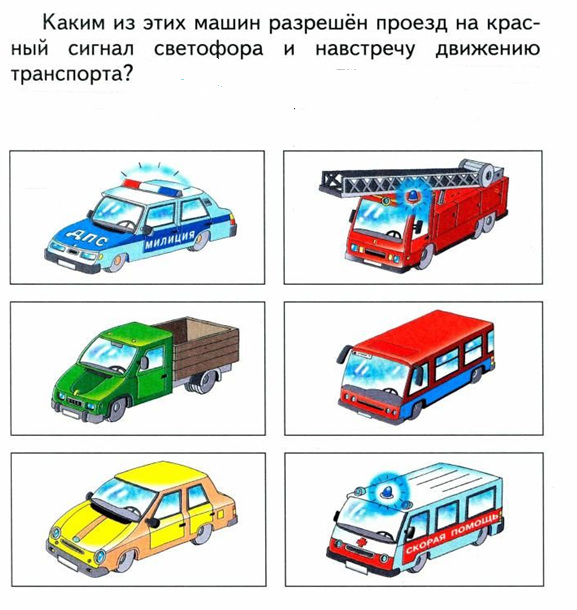 Каким из этих машин разрешён проезд на крас-
ный сигнал светофора и навстречу движению
транспорта?
ДПС
МИЛИЦИЯ
СКОРАЯ ПОМОЩЬ